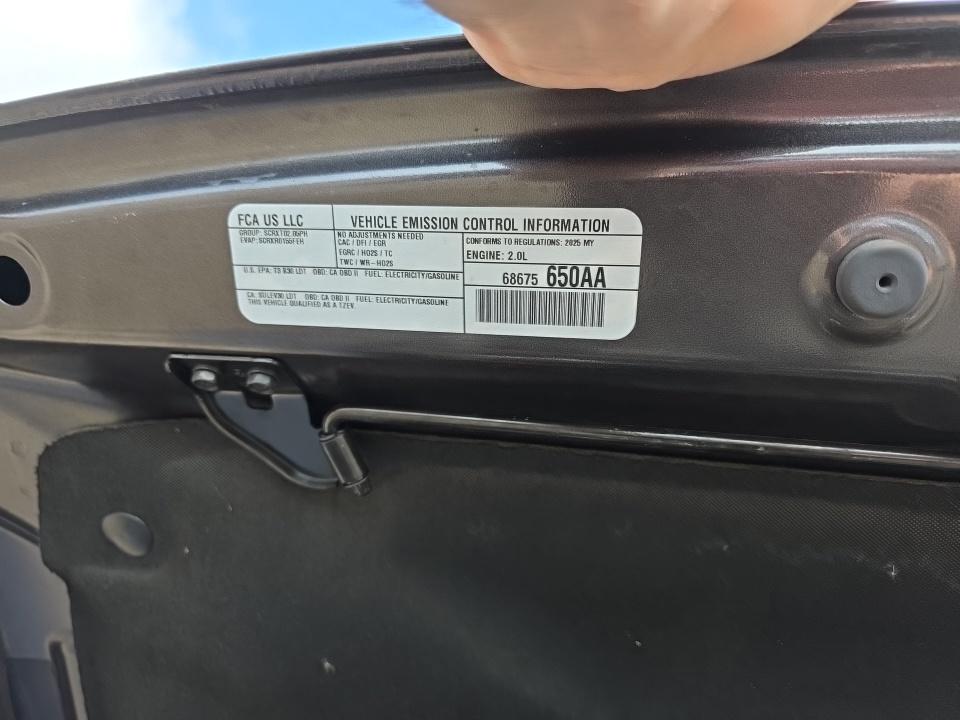 FCA US LLC
VEHICLE EMISSION CONTROL INFORMATION
GROUP: SCRXT02.05PH
EVAP: SCRXR0155FEH
NO ADJUSTMENTS NEEDED
CAC / DFI / EGR
EGRC / HO2S / TC
TWC / WR-HO2S
CONFORMS TO REGULATIONS: 2025 MY
ENGINE: 2.0L
U.S. EPA: T3 B30 LDT OBD: CA OBD II FUEL: ELECTRICITY/GASOLINE
68675 650AA
CA: SULEV30 LDT OBD: CA OBD II FUEL: ELECTRICITY/GASOLINE
THIS VEHICLE QUALIFIED AS A TZEV.